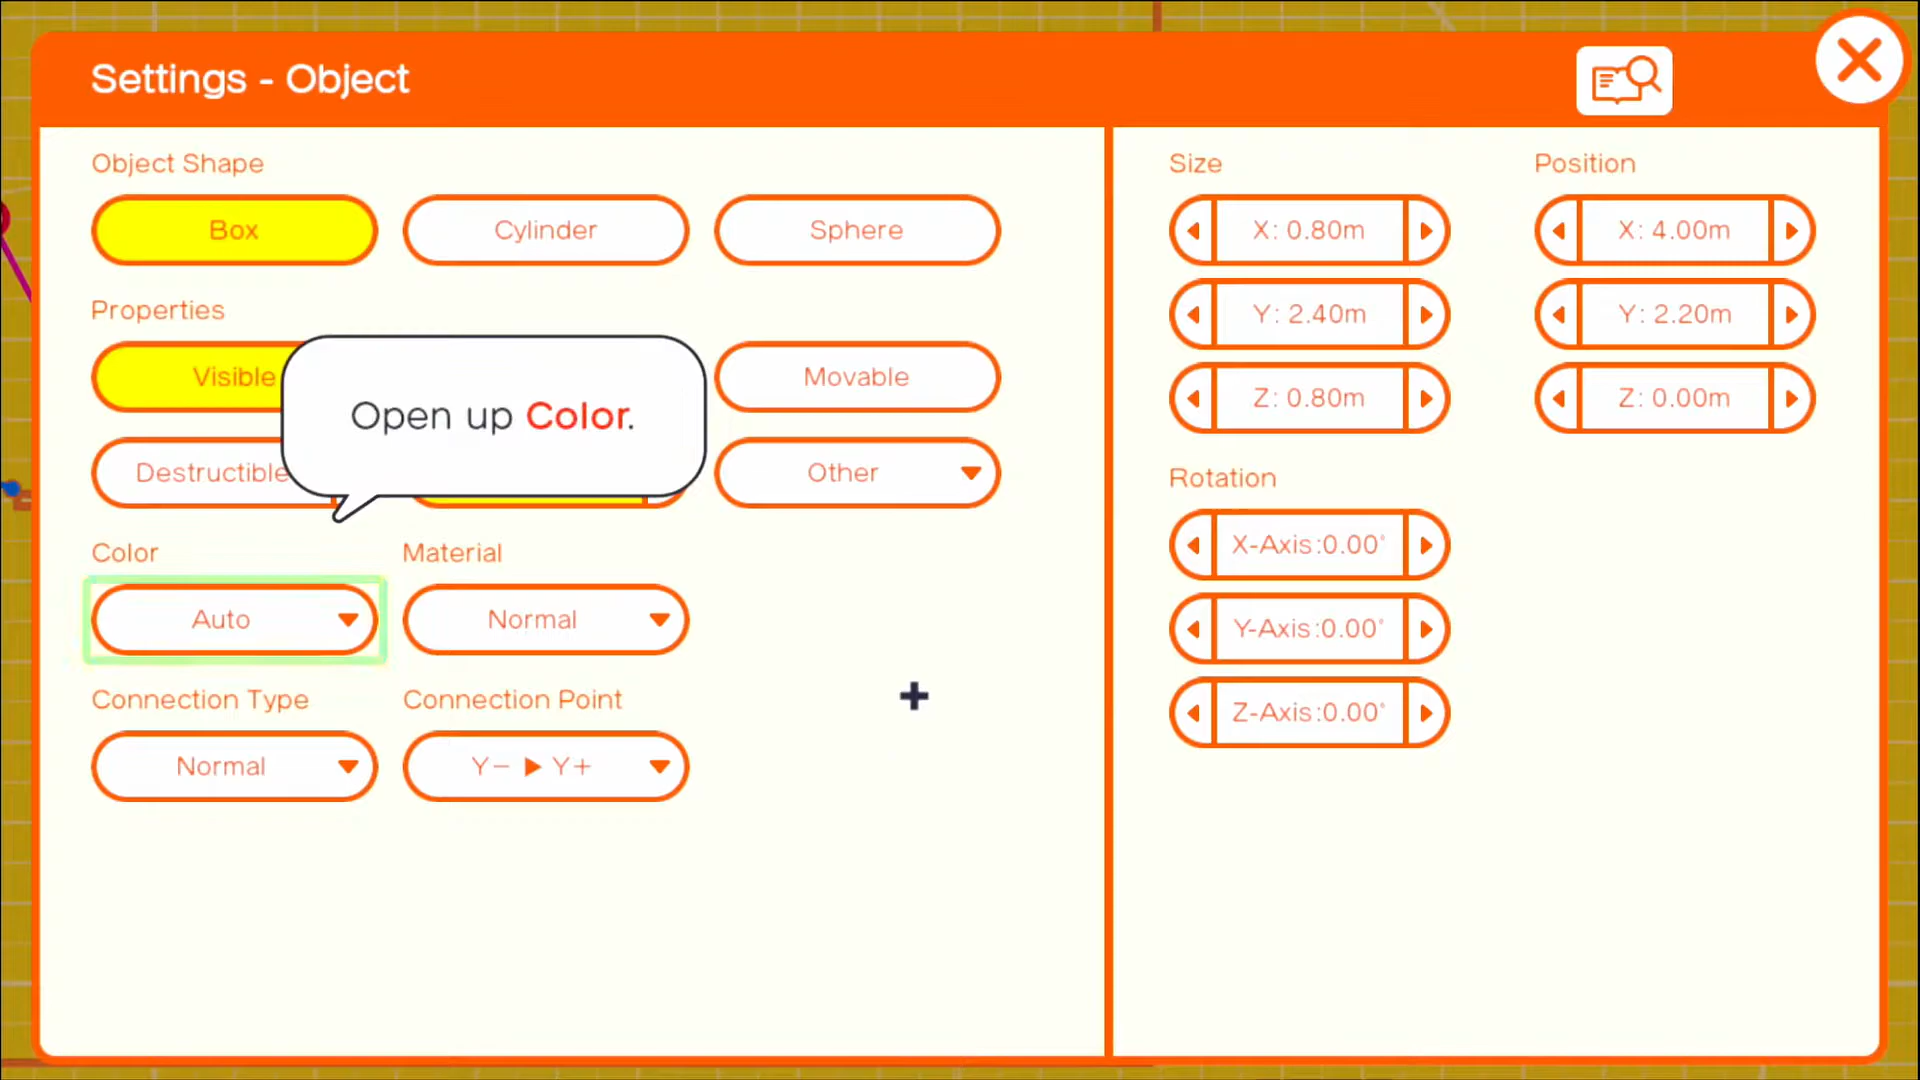 Settings - Object
Object Shape
Box
Cylinder
Sphere
Properties
Visible
Movable
Open up Color.
Destructible
Other
Color
Material
Auto
Normal
Connection Type
Connection Point
Normal
Y− ▶ Y+
Size
Position
X: 0.80m
X: 4.00m
Y: 2.40m
Y: 2.20m
Z: 0.80m
Z: 0.00m
Rotation
X-Axis:0.00°
Y-Axis:0.00°
Z-Axis:0.00°